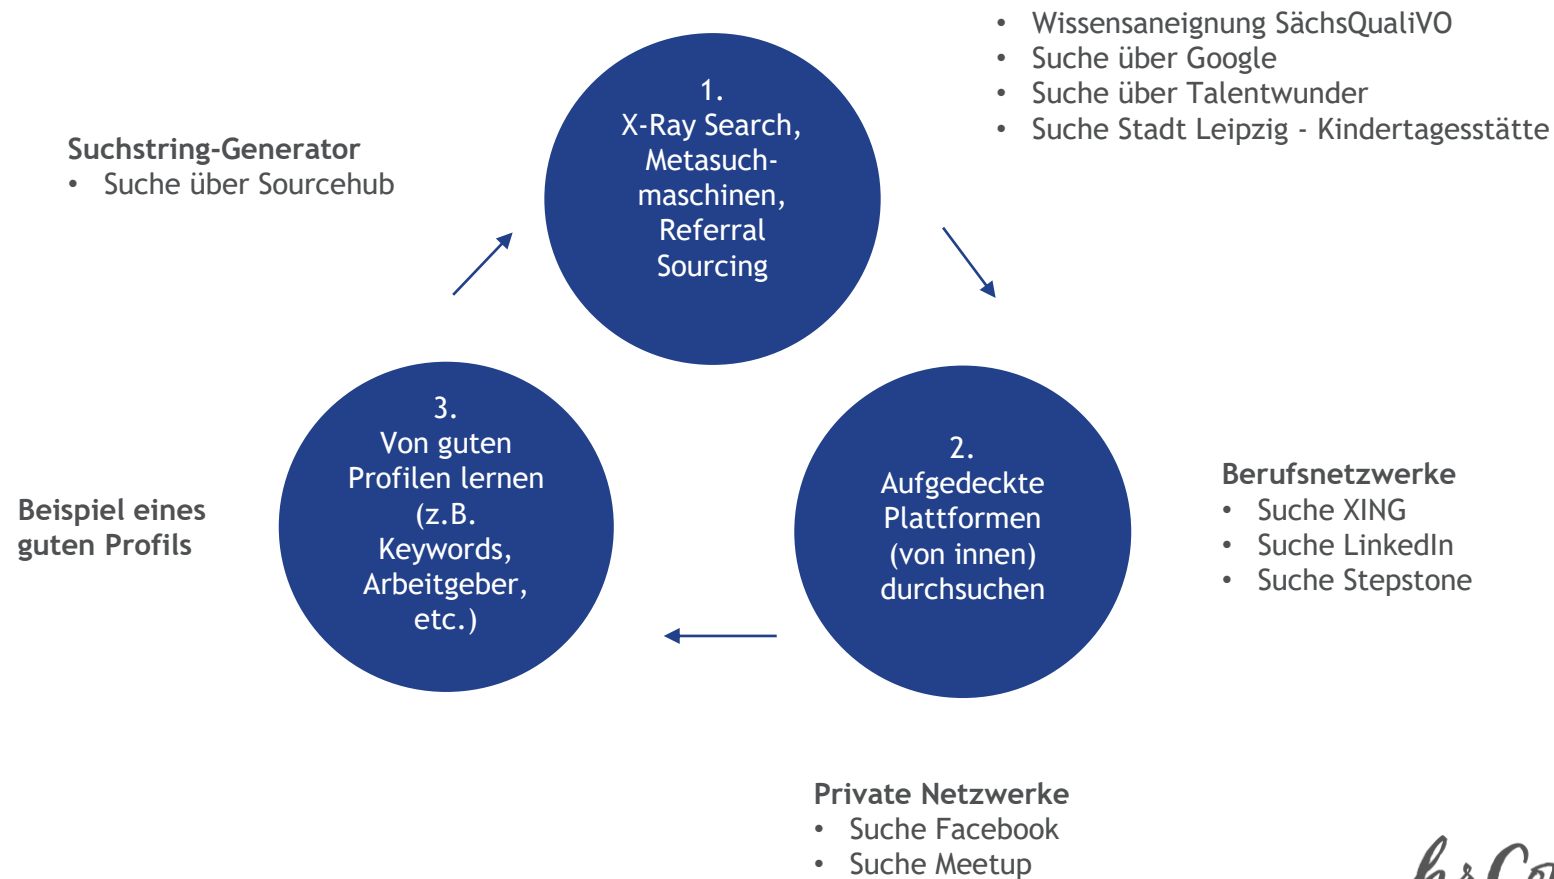 • Wissensaneignung SächsQualiVO
• Suche über Google
• Suche über Talentwunder
• Suche Stadt Leipzig - Kindertagesstätte
Suchstring-Generator
• Suche über Sourcehub
1.
X-Ray Search,
Metasuch-
maschinen,
Referral
Sourcing
2.
Aufgedeckte
Plattformen
(von innen)
durchsuchen
Berufsnetzwerke
• Suche XING
• Suche LinkedIn
• Suche Stepstone
3.
Von guten
Profilen lernen
(z.B.
Keywords,
Arbeitgeber,
etc.)
Beispiel eines
guten Profils
Private Netzwerke
• Suche Facebook
• Suche Meetup